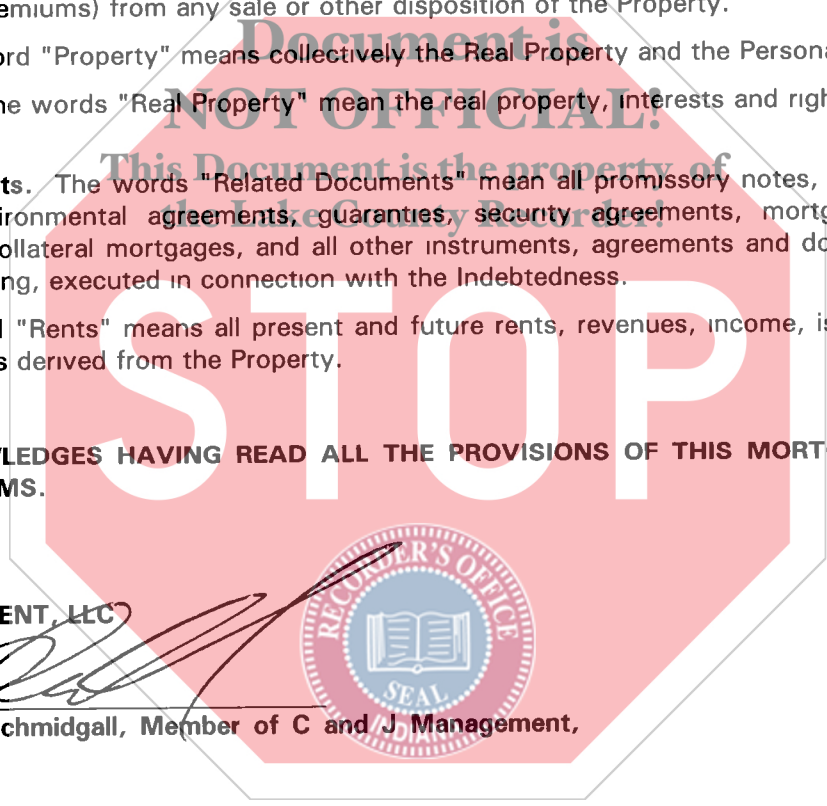 emiums) from any sale or other disposition of the Property.
Document is
ord "Property" means collectively the Real Property and the Persona
NOT OFFICIAL!
he words "Real Property" mean the real property, interests and righ
This Document is the property of
ts. The words "Related Documents" mean all promissory notes,
the Lake County Recorder!
ironmental agreements, guaranties, security agreements, mortg
ollateral mortgages, and all other instruments, agreements and do
ng, executed in connection with the Indebtedness.
"Rents" means all present and future rents, revenues, income, is
s derived from the Property.
STOP
LEDGES HAVING READ ALL THE PROVISIONS OF THIS MORT
MS.
RECORDER'S OFFICE
ENT, LLC
SEAL
INDIANA
chmidgall, Member of C and J Management,